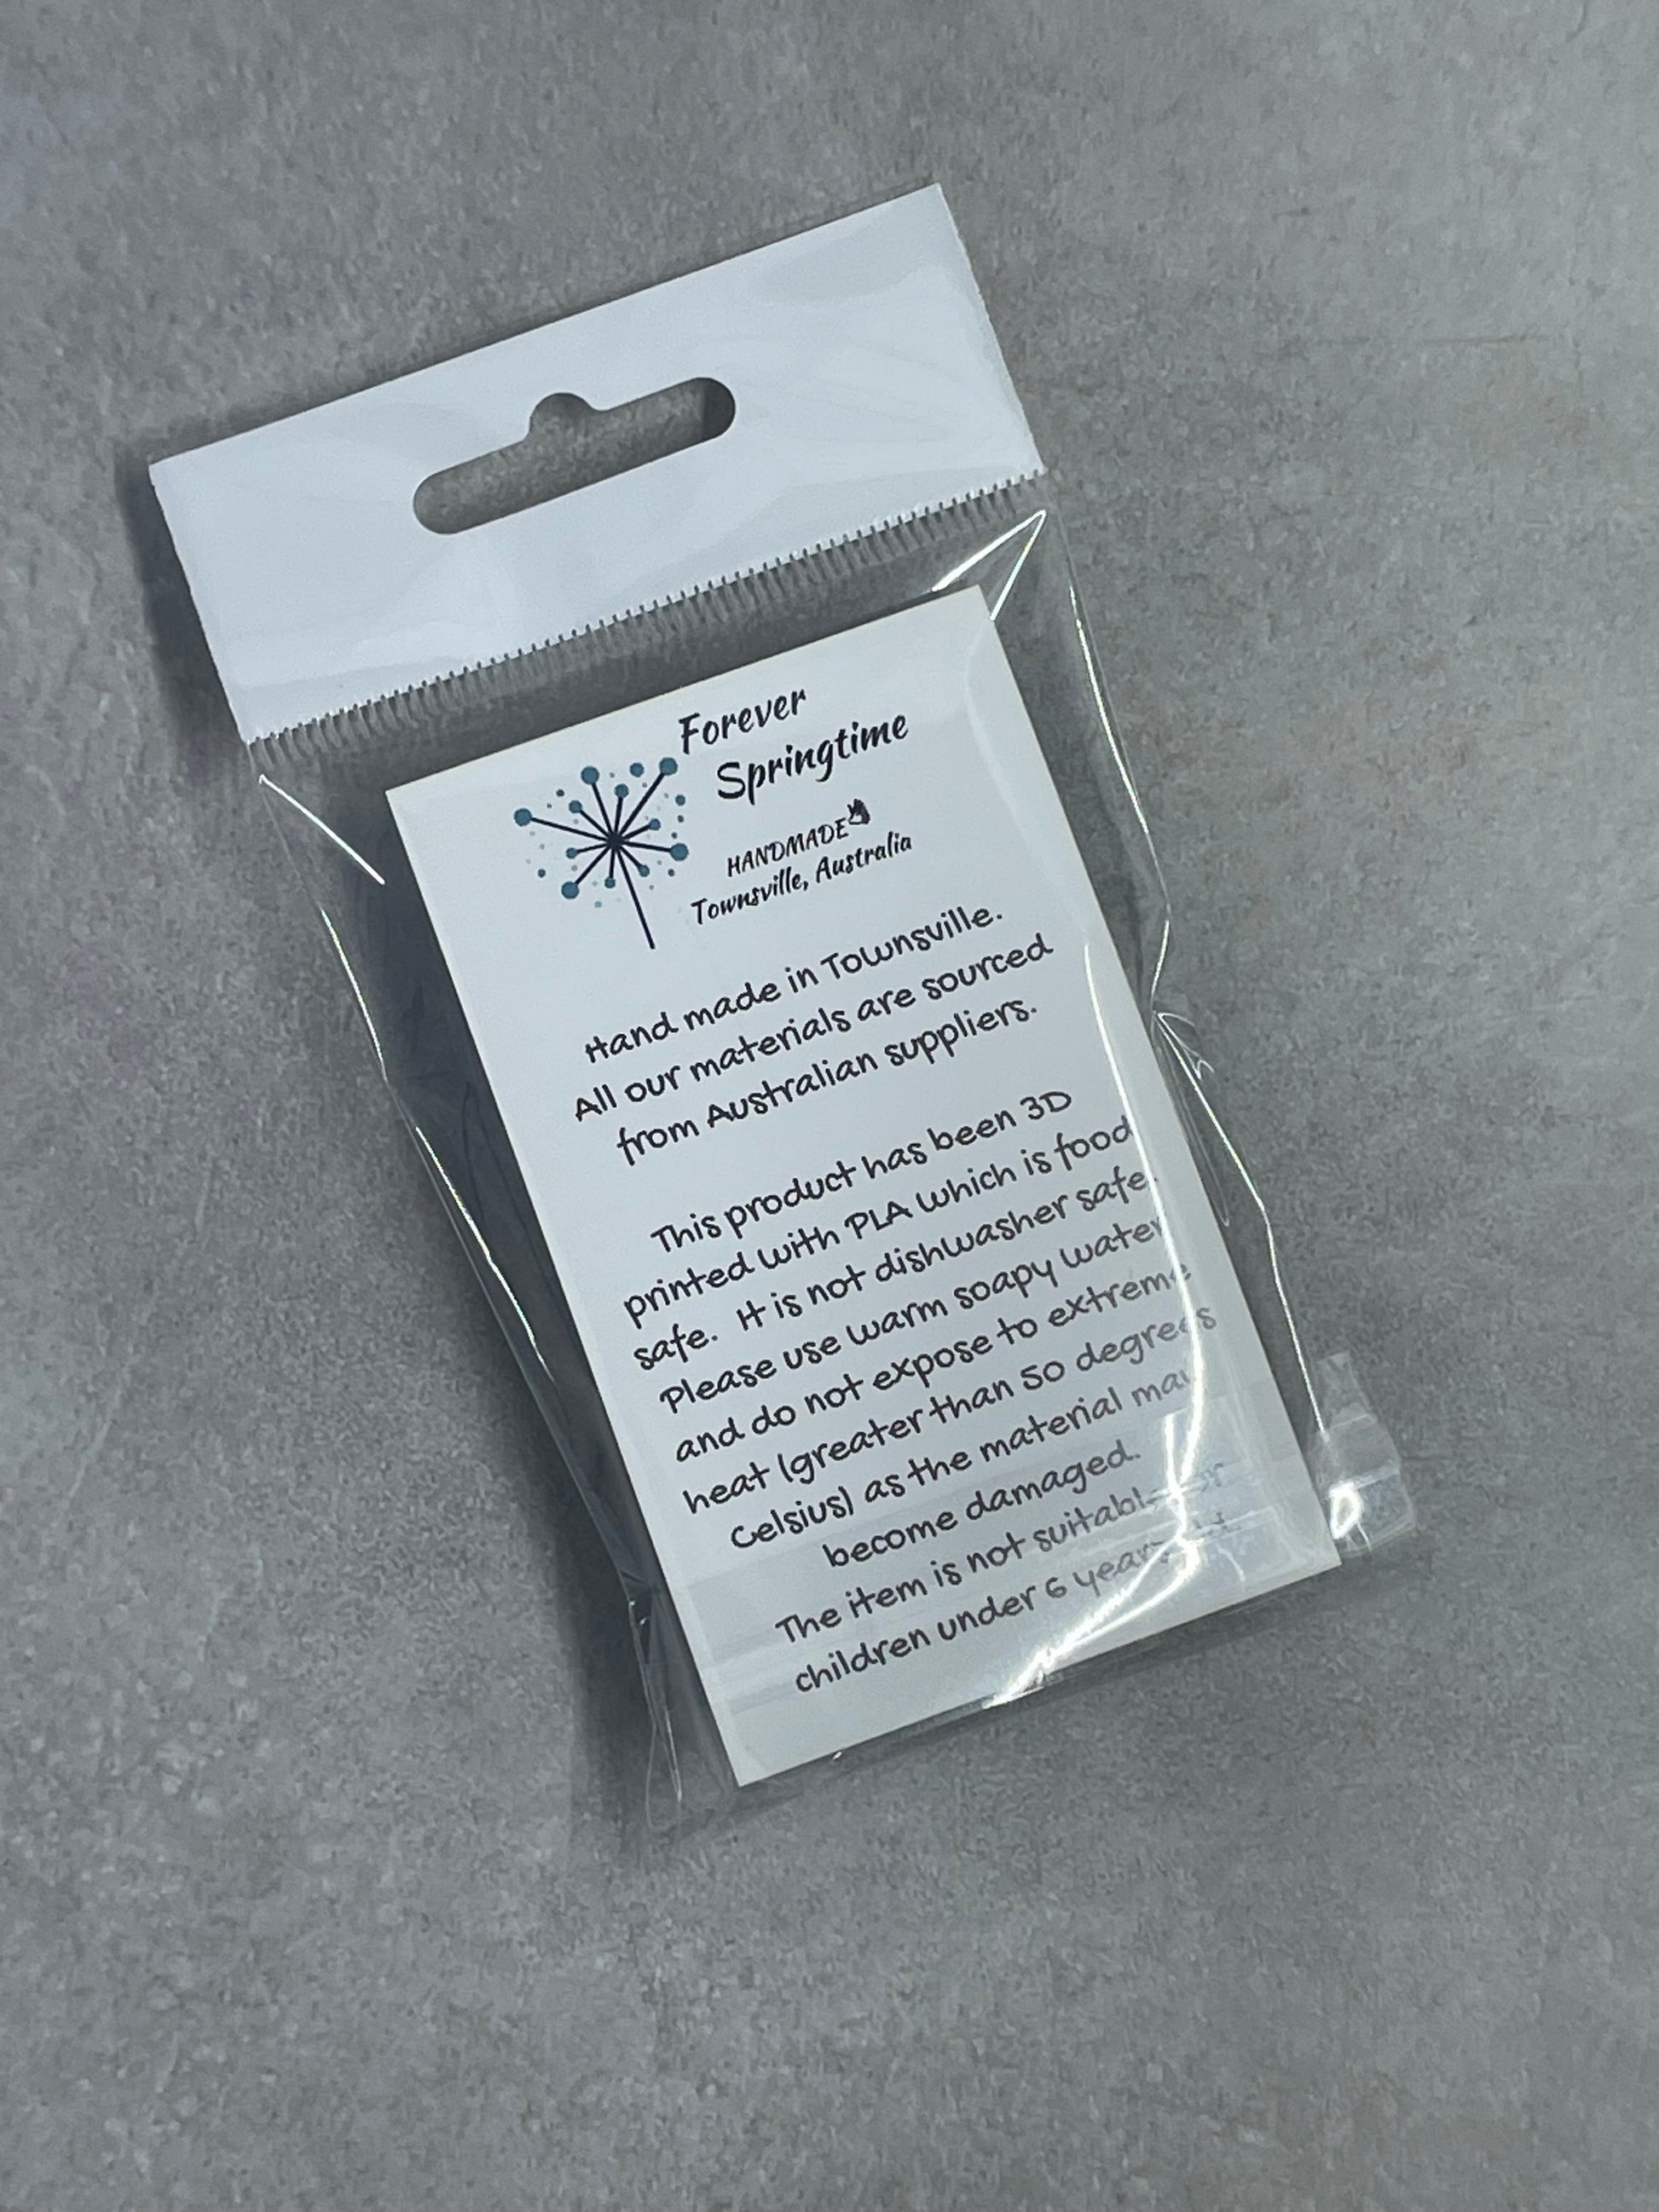 Forever
Springtime
HANDMADE
Townsville, Australia
Hand made in Townsville.
All our materials are sourced
from Australian suppliers.
This product has been 3D
printed with PLA which is food
safe. It is not dishwasher safe.
Please use warm soapy water
and do not expose to extreme
heat (greater than 50 degrees
Celsius) as the material may
become damaged.
The item is not suitable for
children under 6 years